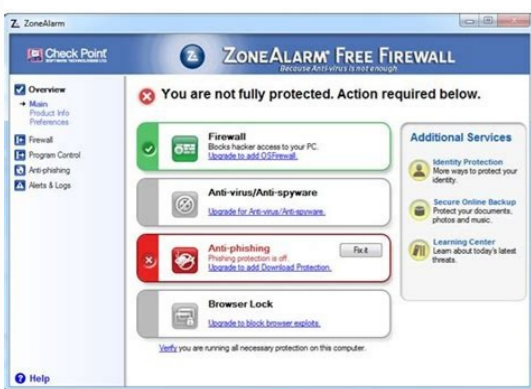 ZoneAlarm
Check Point
SOFTWARE TECHNOLOGIES LTD.
ZONEALARM® FREE FIREWALL
Because Anti-virus is not enough
Overview
Main
Product Info
Preferences
Firewall
Program Control
Anti-phishing
Alerts & Logs
Help
You are not fully protected. Action required below.
Firewall
Blocks hacker access to your PC.
Upgrade to add OSFirewall.
Anti-virus/Anti-spyware
Upgrade for Anti-virus/Anti-spyware.
Anti-phishing
Phishing protection is off.
Upgrade to add Download Protection.
Fix it
Browser Lock
Upgrade to block browser exploits.
Verify you are running all necessary protection on this computer.
Additional Services
Identity Protection
More ways to protect your
identity.
Secure Online Backup
Protect your documents,
photos and music.
Learning Center
Learn about today's latest
threats.